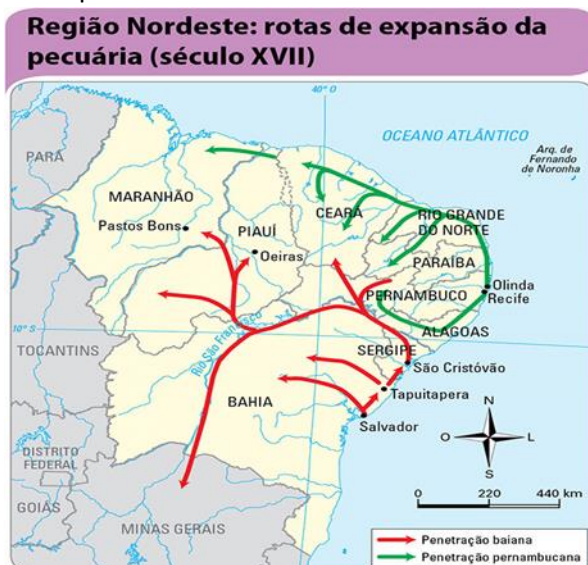 Região Nordeste: rotas de expansão da
pecuária (século XVII)
40° O
OCEANO ATLÂNTICO
Arq. de
Fernando
de Noronha
PARÁ
MARANHÃO
CEARÁ
RIO GRANDE
DO NORTE
Pastos Bons
PIAUÍ
Oeiras
PARAÍBA
PERNAMBUCO
Olinda
Recife
10° S
ALAGOAS
TOCANTINS
Rio São Francisco
SERGIPE
São Cristóvão
BAHIA
Tapuitapera
Salvador
DISTRITO
FEDERAL
GOIÁS
MINAS GERAIS
N
O
L
S
0 220 440 km
Penetração baiana
Penetração pernambucana